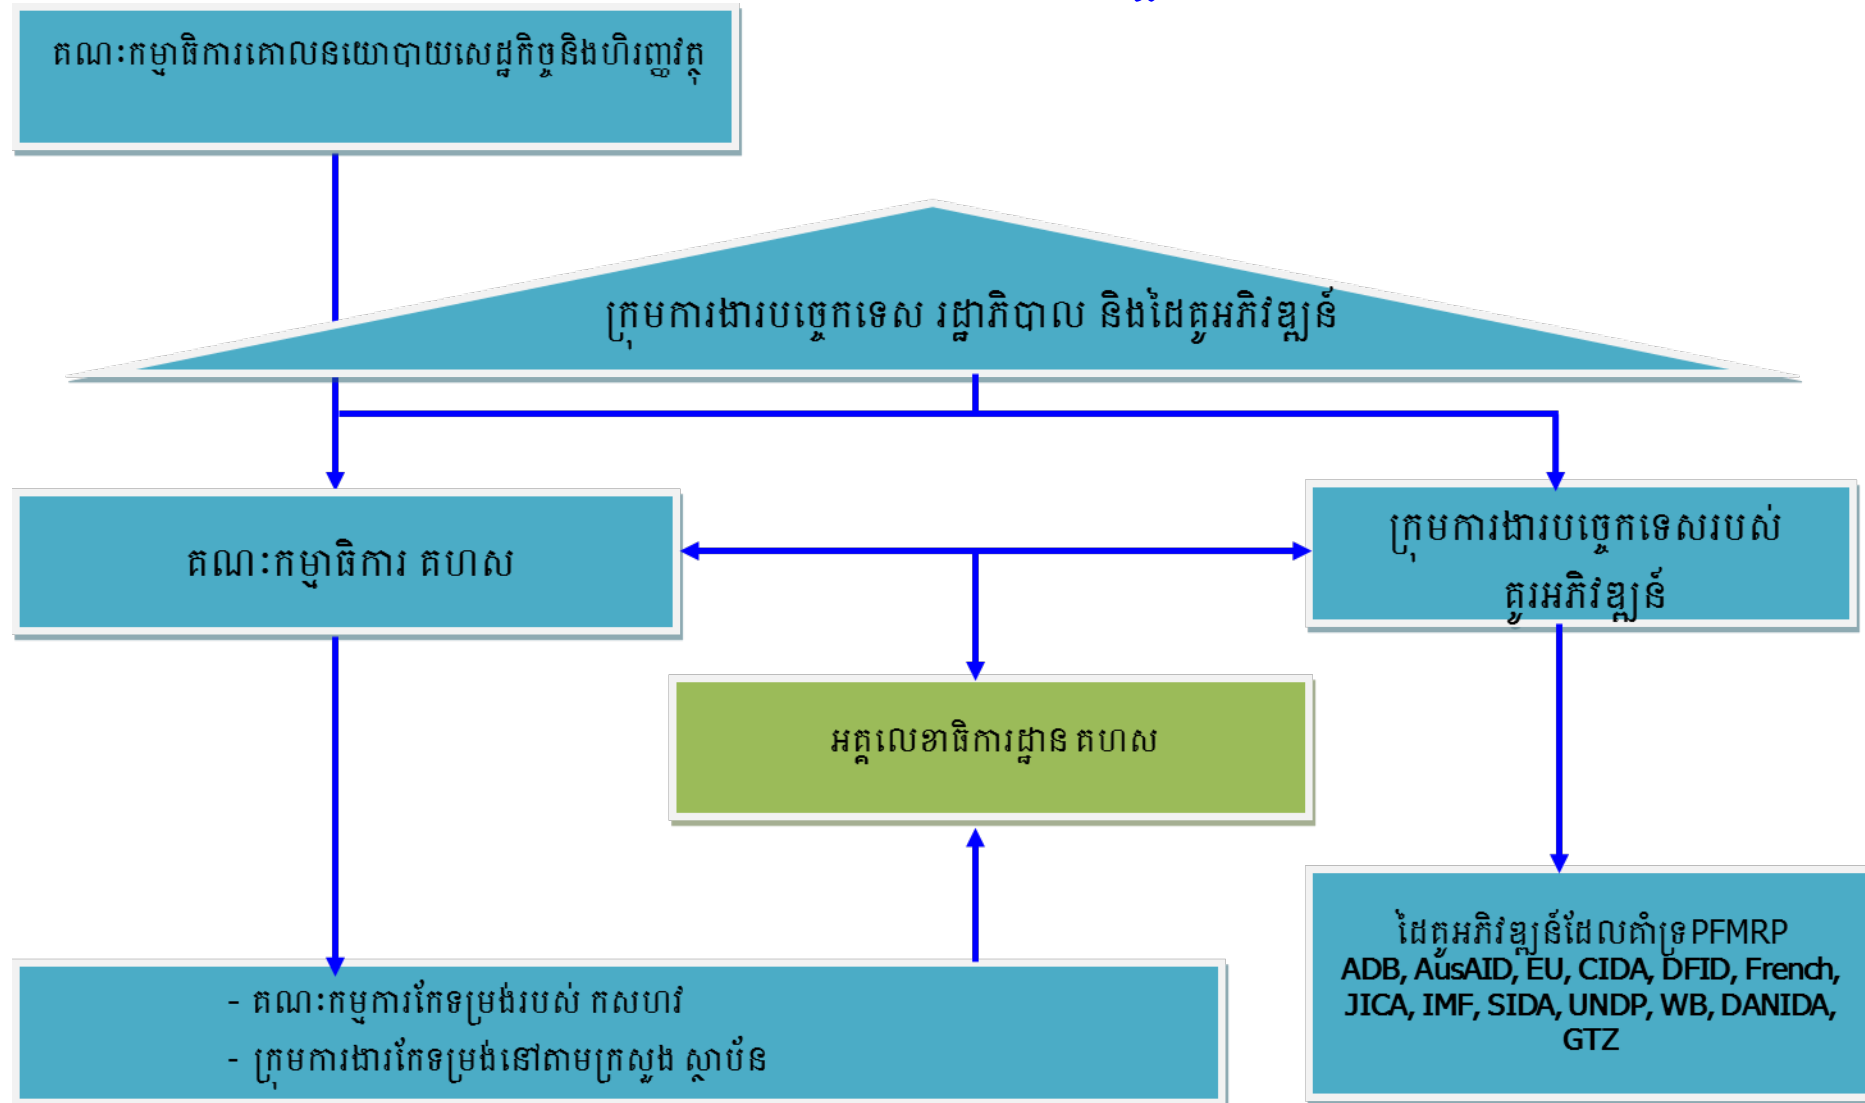 គណៈកម្មាធិការគោលនយោបាយសេដ្ឋកិច្ចនិងហិរញ្ញវត្ថុ
ក្រុមការងារបច្ចេកទេស រដ្ឋាភិបាល និងដៃគូអភិវឌ្ឍន៍
គណៈកម្មាធិការ គហស
ក្រុមការងារបច្ចេកទេសរបស់
គូរអភិវឌ្ឍន៍
អគ្គលេខាធិការដ្ឋាន គហស
ដៃគូអភិវឌ្ឍន៍ដែលគាំទ្រPFMRP
ADB, AusAID, EU, CIDA, DFID, French,
JICA, IMF, SIDA, UNDP, WB, DANIDA,
GTZ
- គណៈកម្មការកែទម្រង់របស់ កសហវ
- ក្រុមការងារកែទម្រង់នៅតាមក្រសួង ស្ថាប័ន